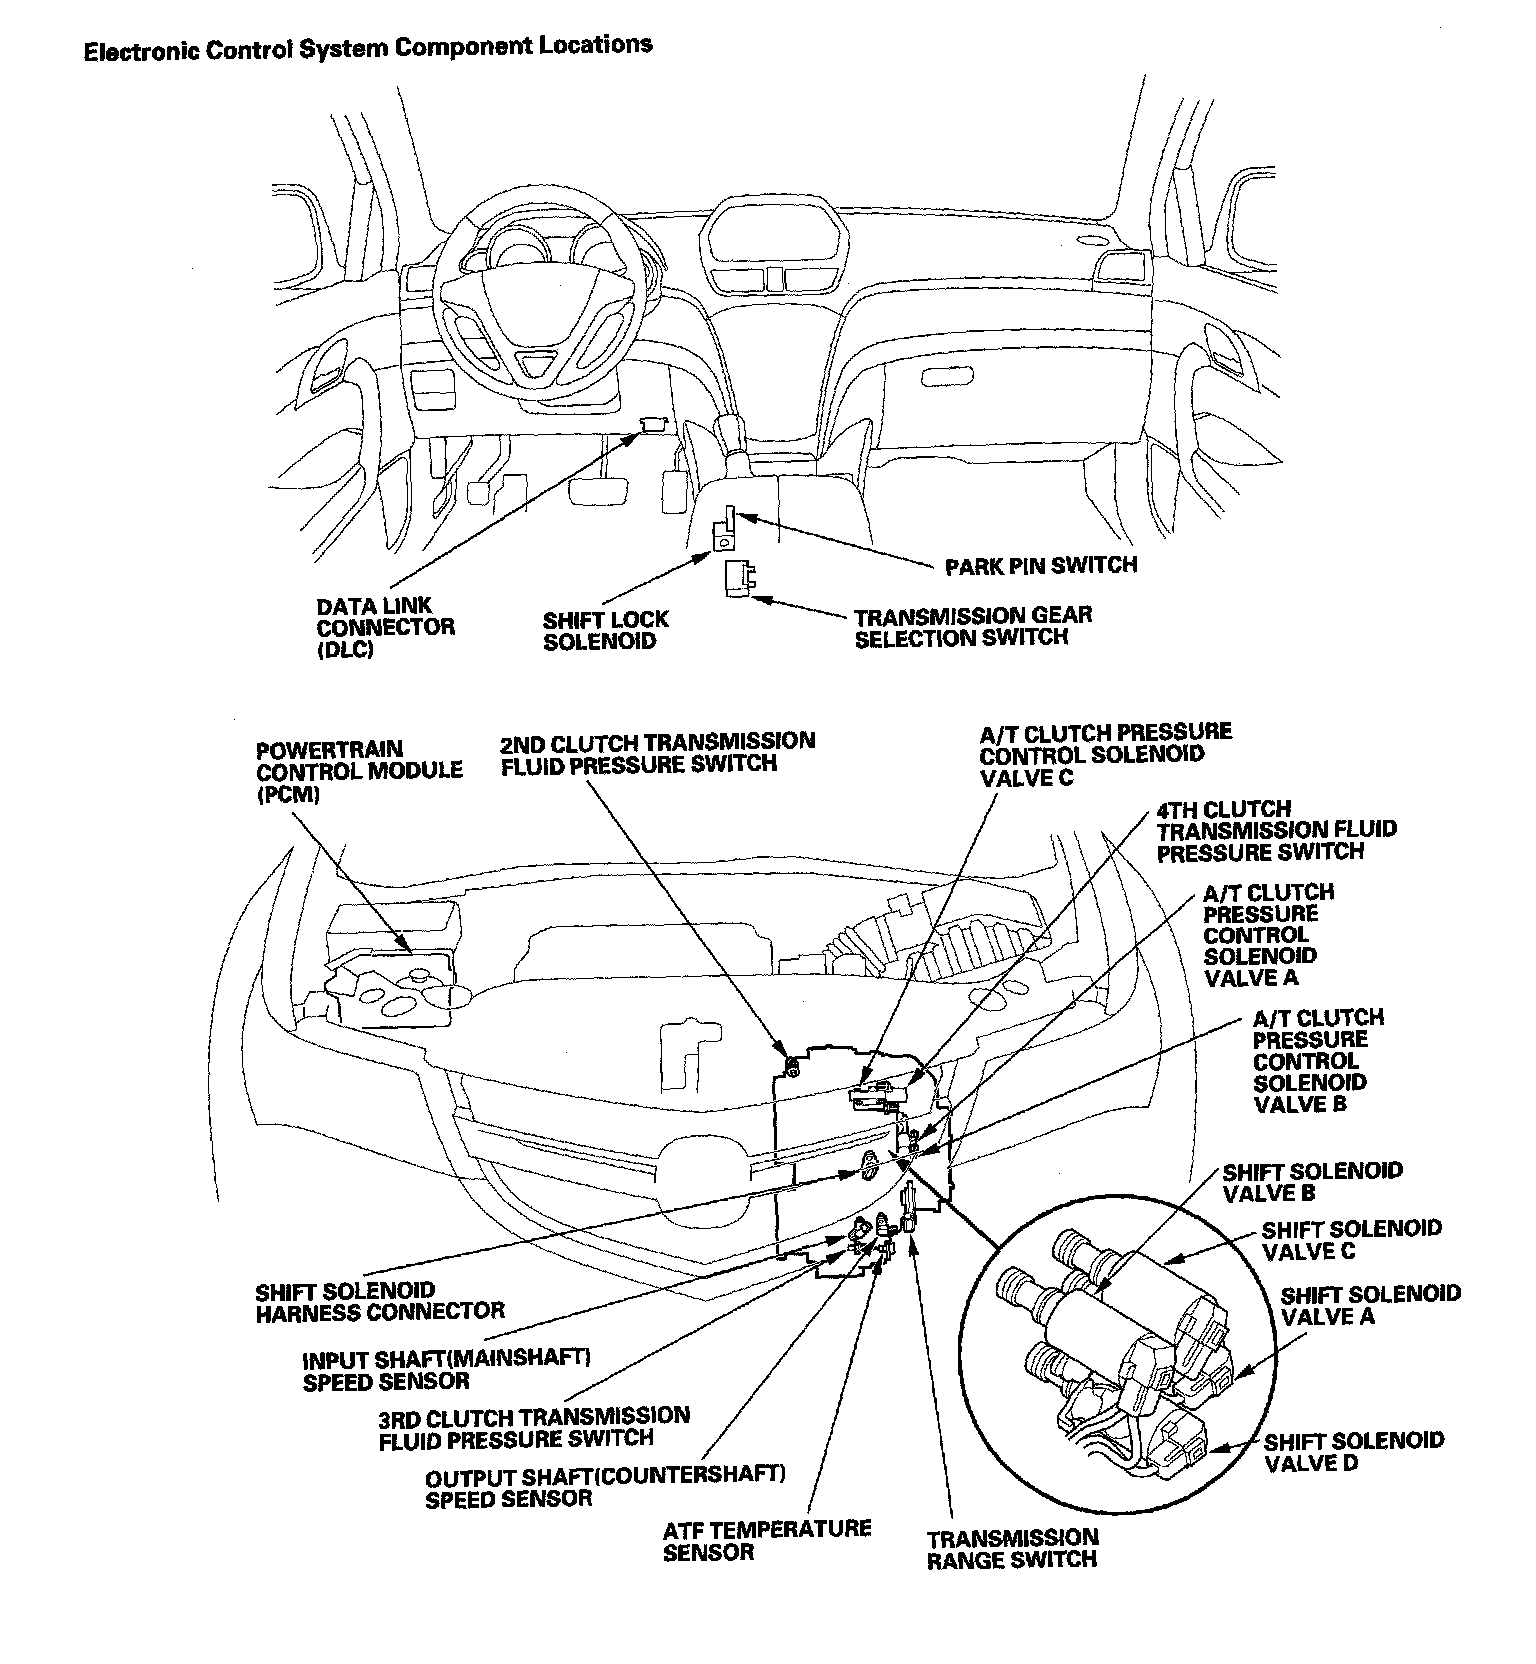 Electronic Control System Component Locations
DATA LINK
CONNECTOR
(DLC)
SHIFT LOCK
SOLENOID
PARK PIN SWITCH
TRANSMISSION GEAR
SELECTION SWITCH
POWERTRAIN
CONTROL MODULE
(PCM)
2ND CLUTCH TRANSMISSION
FLUID PRESSURE SWITCH
A/T CLUTCH PRESSURE
CONTROL SOLENOID
VALVE C
4TH CLUTCH
TRANSMISSION FLUID
PRESSURE SWITCH
A/T CLUTCH
PRESSURE
CONTROL
SOLENOID
VALVE A
A/T CLUTCH
PRESSURE
CONTROL
SOLENOID
VALVE B
SHIFT SOLENOID
VALVE B
SHIFT SOLENOID
VALVE C
SHIFT SOLENOID
VALVE A
SHIFT SOLENOID
VALVE D
SHIFT SOLENOID
HARNESS CONNECTOR
INPUT SHAFT(MAINSHAFT)
SPEED SENSOR
3RD CLUTCH TRANSMISSION
FLUID PRESSURE SWITCH
OUTPUT SHAFT(COUNTERSHAFT)
SPEED SENSOR
ATF TEMPERATURE
SENSOR
TRANSMISSION
RANGE SWITCH